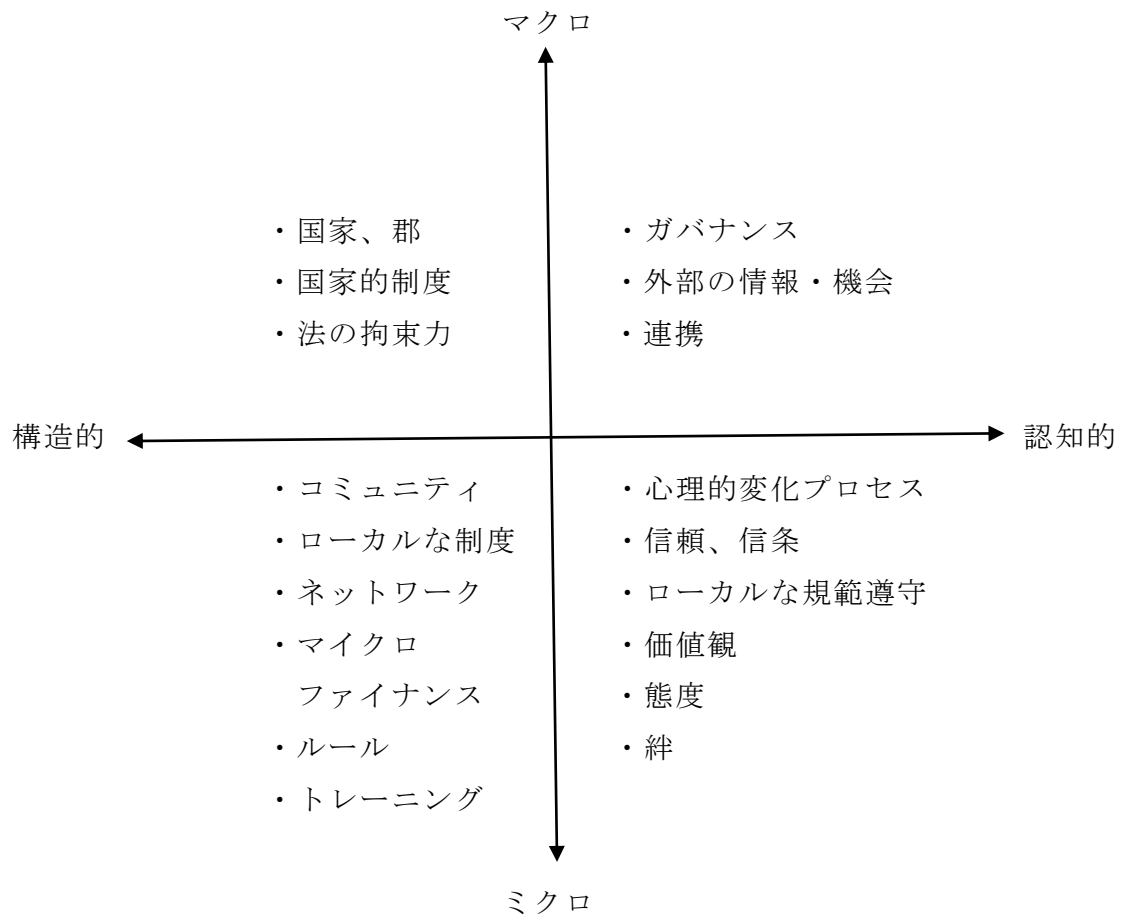 マクロ
・国家、郡
・国家的制度
・法の拘束力
・ガバナンス
・外部の情報・機会
・連携
構造的
認知的
・コミュニティ
・ローカルな制度
・ネットワーク
・マイクロ
ファイナンス
・ルール
・トレーニング
・心理的変化プロセス
・信頼、信条
・ローカルな規範遵守
・価値観
・態度
・絆
ミクロ